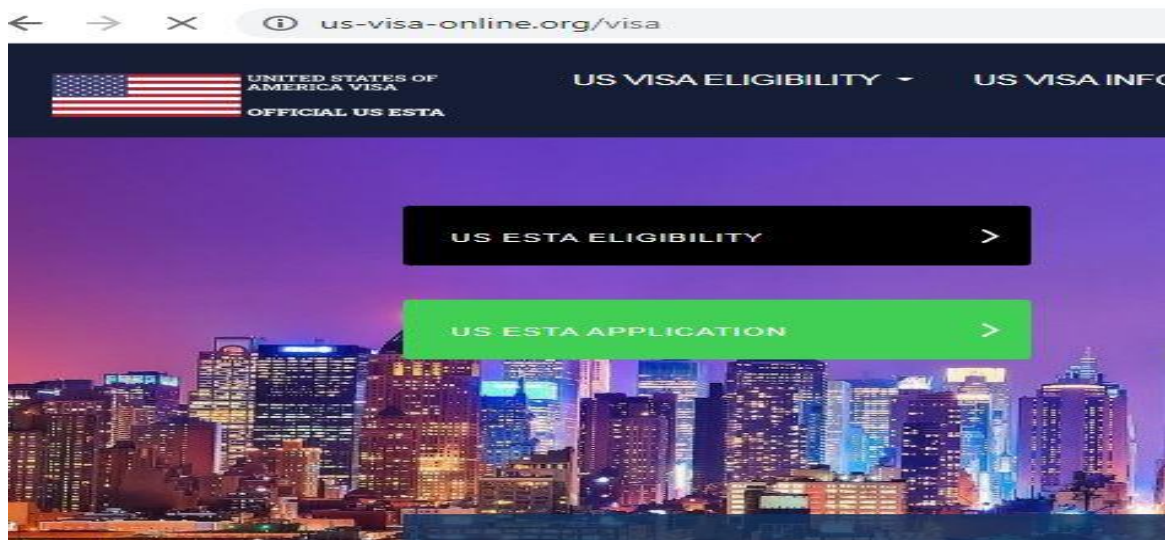 us-visa-online.org/visa
UNITED STATES OF
AMERICA VISA
OFFICIAL US ESTA
US VISA ELIGIBILITY
US VISA INFO
US ESTA ELIGIBILITY
US ESTA APPLICATION